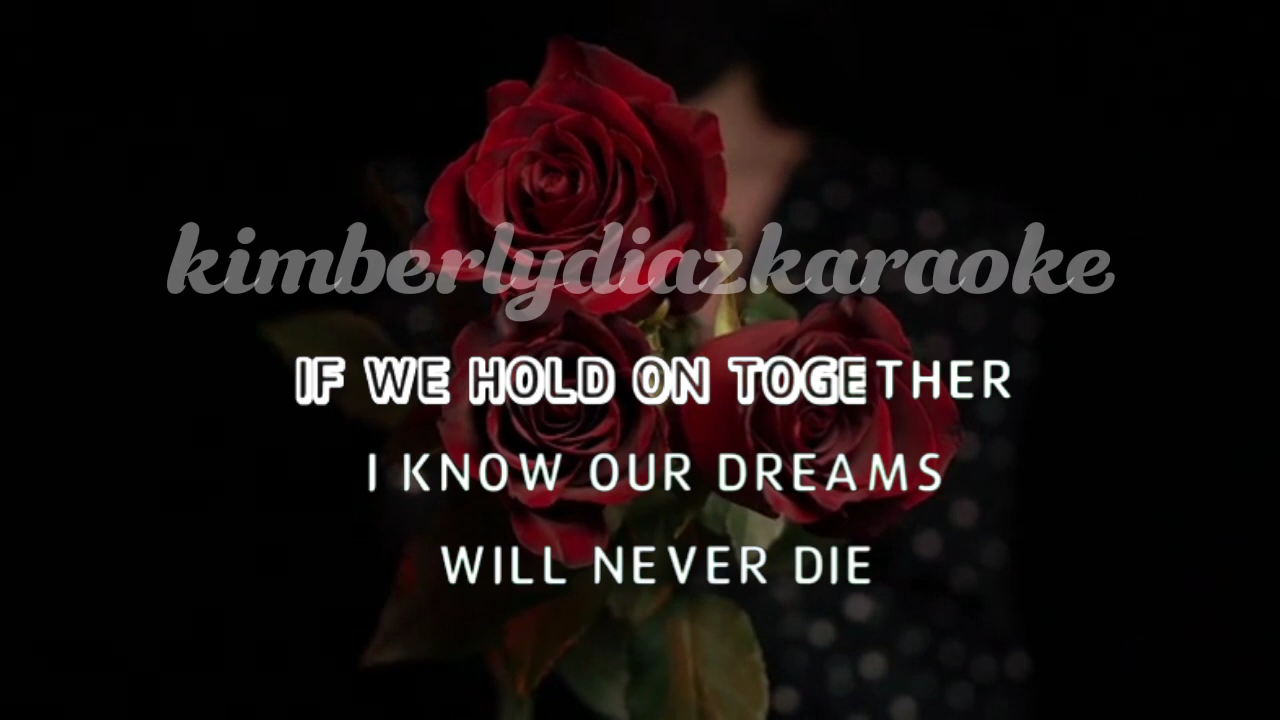 kimberlydiazkaraoke
IF WE HOLD ON TOGETHER
I KNOW OUR DREAMS
WILL NEVER DIE